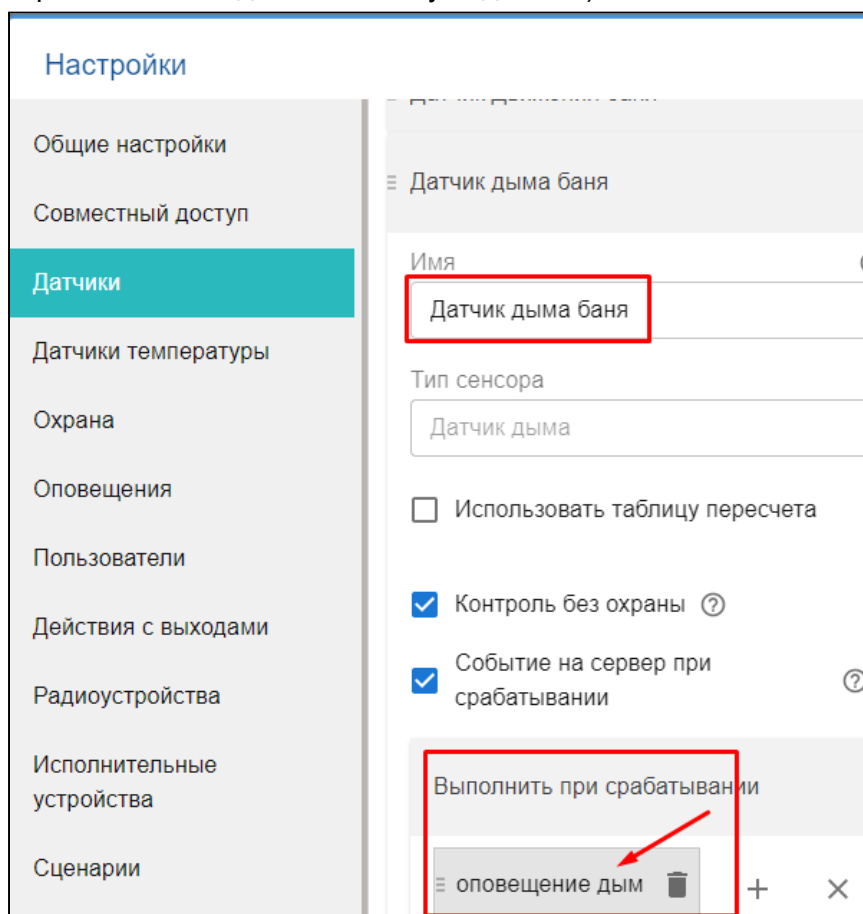 Настройки
Общие настройки
Совместный доступ
Датчики
Датчики температуры
Охрана
Оповещения
Пользователи
Действия с выходами
Радиоустройства
Исполнительные
устройства
Сценарии
Датчик дыма баня
Имя
Датчик дыма баня
Тип сенсора
Датчик дыма
Использовать таблицу пересчета
Контроль без охраны
Событие на сервер при
срабатывании
Выполнить при срабатывании
оповещение дым